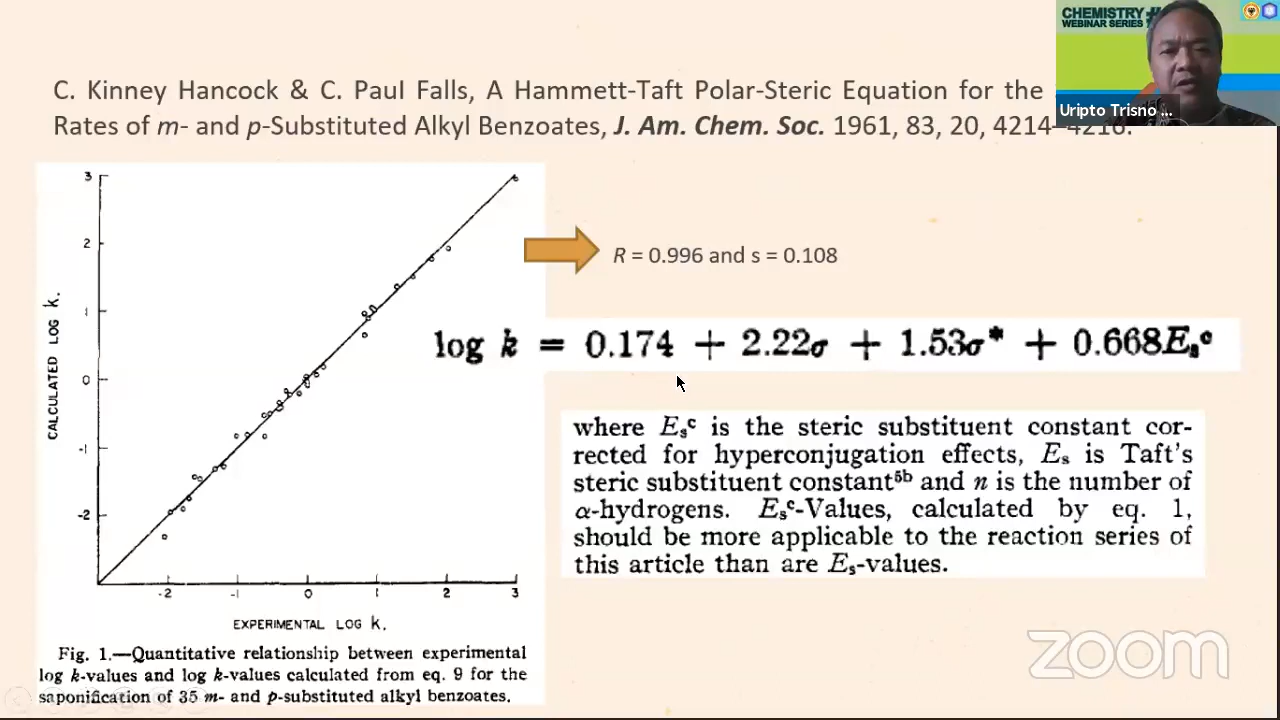 CHEMISTRY
WEBINAR SERIES
Uripto Trisno ...
C. Kinney Hancock & C. Paul Falls, A Hammett-Taft Polar-Steric Equation for the
Rates of m- and p-Substituted Alkyl Benzoates, J. Am. Chem. Soc. 1961, 83, 20, 4214–4216.
3
2
1
0
-1
-2
CALCULATED LOG k.
-2
-1
0
1
2
3
EXPERIMENTAL LOG k.
R = 0.996 and s = 0.108
log k = 0.174 + 2.22σ + 1.53σ* + 0.668Eₛᶜ
where Eₛᶜ is the steric substituent constant cor-
rected for hyperconjugation effects, Eₛ is Taft's
steric substituent constant⁵ᵇ and n is the number of
α-hydrogens. Eₛᶜ-Values, calculated by eq. 1,
should be more applicable to the reaction series of
this article than are Eₛ-values.
Fig. 1.—Quantitative relationship between experimental
log k-values and log k-values calculated from eq. 9 for the
saponification of 35 m- and p-substituted alkyl benzoates.
zoom